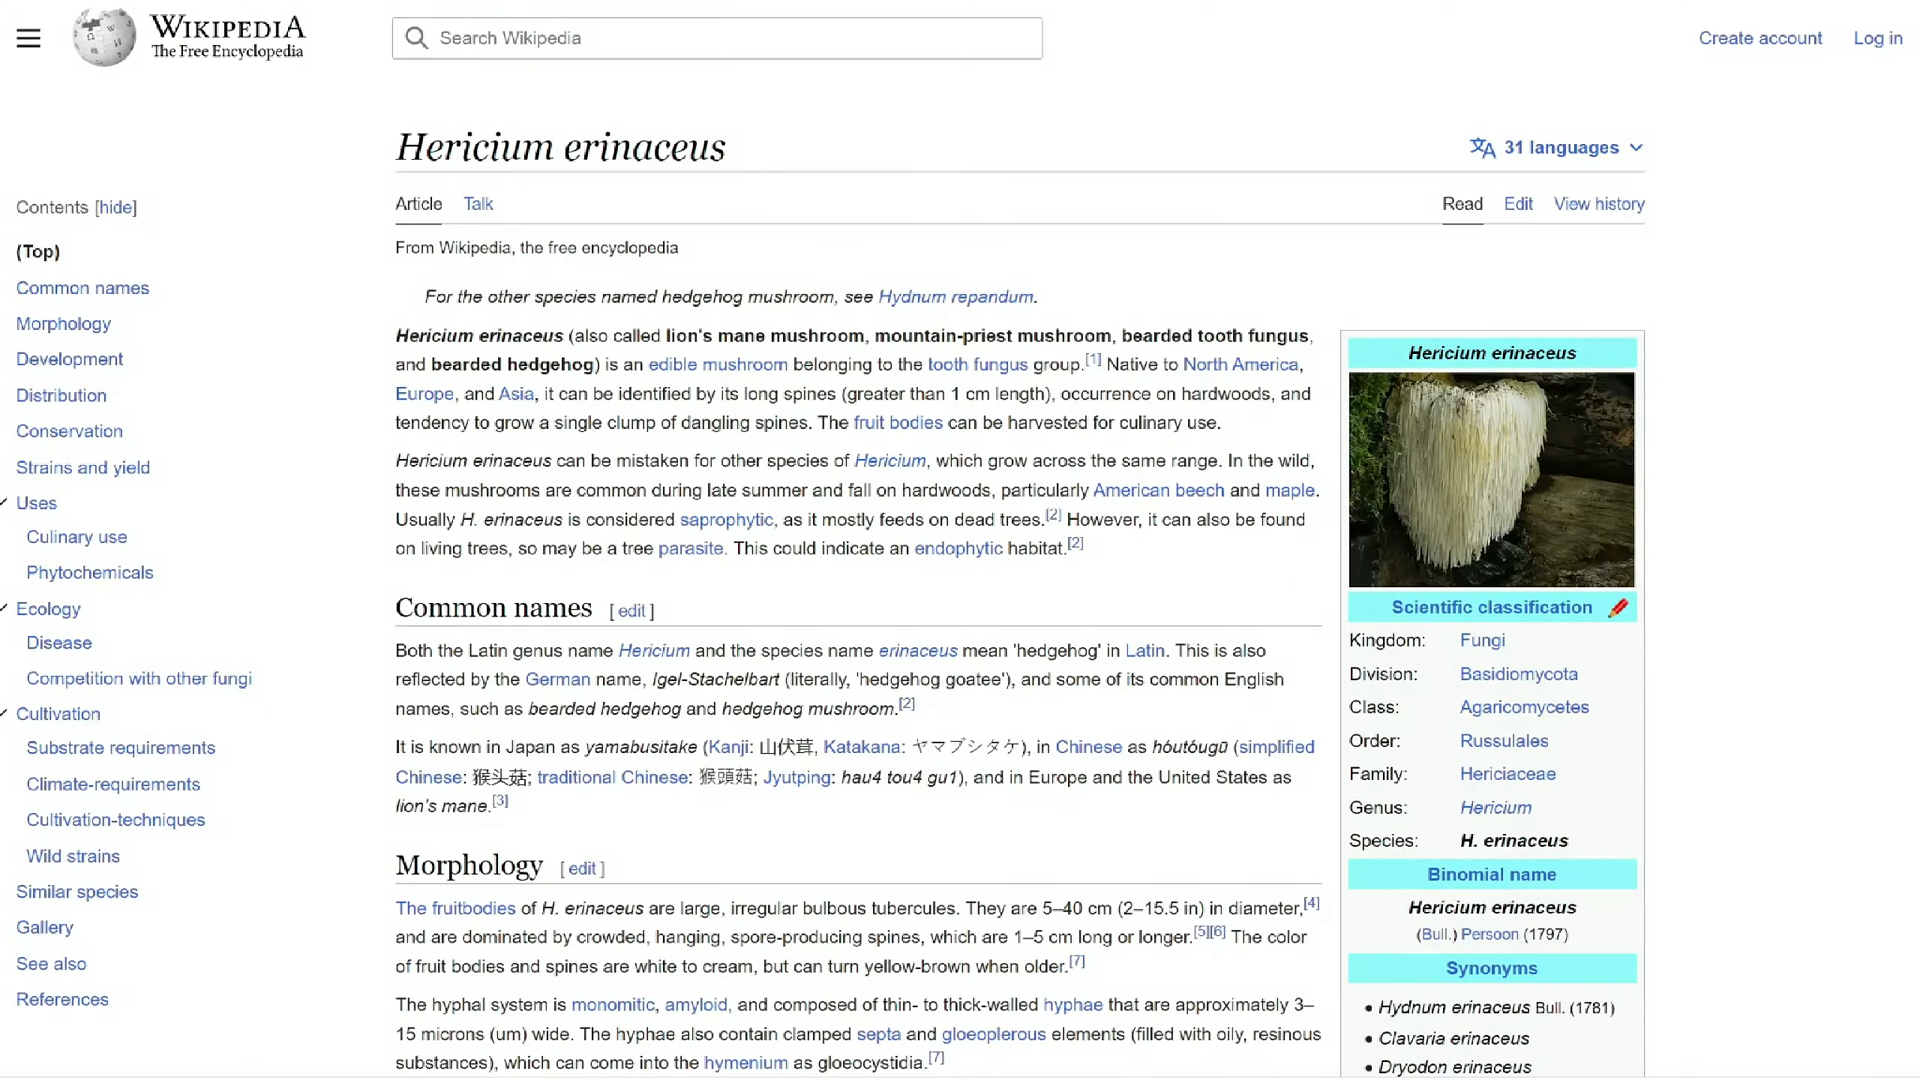 WIKIPEDIA
The Free Encyclopedia
Search Wikipedia
Create account
Log in
Hericium erinaceus
31 languages
Contents [hide]
(Top)
Common names
Morphology
Development
Distribution
Conservation
Strains and yield
Uses
Culinary use
Phytochemicals
Ecology
Disease
Competition with other fungi
Cultivation
Substrate requirements
Climate-requirements
Cultivation-techniques
Wild strains
Similar species
Gallery
See also
References
Article Talk
Read Edit View history
From Wikipedia, the free encyclopedia
For the other species named hedgehog mushroom, see Hydnum repandum.
Hericium erinaceus (also called lion's mane mushroom, mountain-priest mushroom, bearded tooth fungus,
and bearded hedgehog) is an edible mushroom belonging to the tooth fungus group.[1] Native to North America,
Europe, and Asia, it can be identified by its long spines (greater than 1 cm length), occurrence on hardwoods, and
tendency to grow a single clump of dangling spines. The fruit bodies can be harvested for culinary use.
Hericium erinaceus can be mistaken for other species of Hericium, which grow across the same range. In the wild,
these mushrooms are common during late summer and fall on hardwoods, particularly American beech and maple.
Usually H. erinaceus is considered saprophytic, as it mostly feeds on dead trees.[2] However, it can also be found
on living trees, so may be a tree parasite. This could indicate an endophytic habitat.[2]
Common names [ edit ]
Both the Latin genus name Hericium and the species name erinaceus mean 'hedgehog' in Latin. This is also
reflected by the German name, Igel-Stachelbart (literally, 'hedgehog goatee'), and some of its common English
names, such as bearded hedgehog and hedgehog mushroom.[2]
It is known in Japan as yamabusitake (Kanji: 山伏茸, Katakana: ヤマブシタケ), in Chinese as hóutóugū (simplified
Chinese: 猴头菇; traditional Chinese: 猴頭菇; Jyutping: hau4 tou4 gu1), and in Europe and the United States as
lion's mane.[3]
Morphology [ edit ]
The fruitbodies of H. erinaceus are large, irregular bulbous tubercules. They are 5–40 cm (2–15.5 in) in diameter,[4]
and are dominated by crowded, hanging, spore-producing spines, which are 1–5 cm long or longer.[5][6] The color
of fruit bodies and spines are white to cream, but can turn yellow-brown when older.[7]
The hyphal system is monomitic, amyloid, and composed of thin- to thick-walled hyphae that are approximately 3–
15 microns (um) wide. The hyphae also contain clamped septa and gloeoplerous elements (filled with oily, resinous
substances), which can come into the hymenium as gloeocystidia.[7]
Hericium erinaceus
Scientific classification
Kingdom: Fungi
Division: Basidiomycota
Class: Agaricomycetes
Order: Russulales
Family: Hericiaceae
Genus: Hericium
Species: H. erinaceus
Binomial name
Hericium erinaceus
(Bull.) Persoon (1797)
Synonyms
• Hydnum erinaceus Bull. (1781)
• Clavaria erinaceus
• Dryodon erinaceus